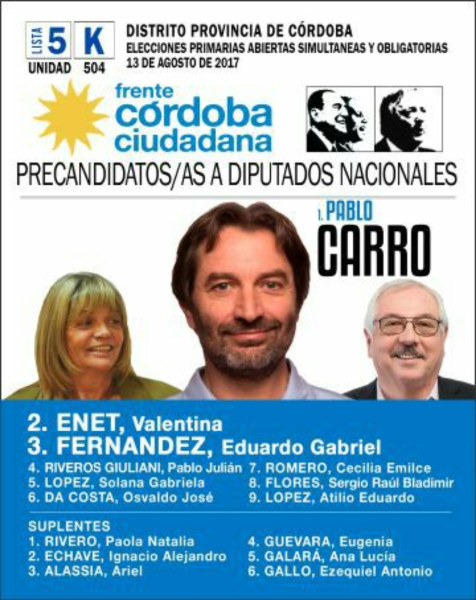 LISTA 5 K
UNIDAD 504
DISTRITO PROVINCIA DE CÓRDOBA
ELECCIONES PRIMARIAS ABIERTAS SIMULTANEAS Y OBLIGATORIAS
13 DE AGOSTO DE 2017
frente
córdoba
ciudadana
PRECANDIDATOS/AS A DIPUTADOS NACIONALES
1. PABLO
CARRO
2. ENET, Valentina
3. FERNANDEZ, Eduardo Gabriel
4. RIVEROS GIULIANI, Pablo Julián
5. LOPEZ, Solana Gabriela
6. DA COSTA, Osvaldo José
7. ROMERO, Cecilia Emilce
8. FLORES, Sergio Raúl Bladimir
9. LOPEZ, Atilio Eduardo
SUPLENTES
1. RIVERO, Paola Natalia
2. ECHAVE, Ignacio Alejandro
3. ALASSIA, Ariel
4. GUEVARA, Eugenia
5. GALARÁ, Ana Lucía
6. GALLO, Ezequiel Antonio